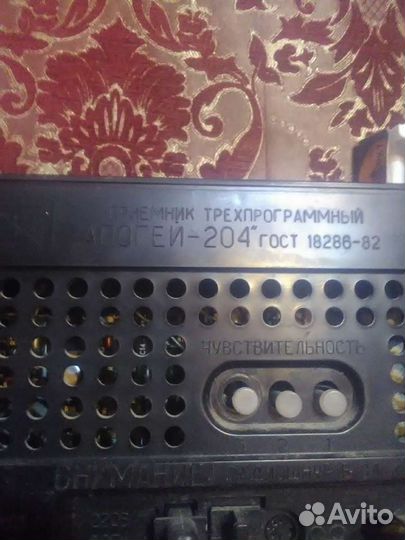 ПРИЕМНИК ТРЕХПРОГРАММНЫЙ
"АПОГЕЙ-204" ГОСТ 18286-82
ЧУВСТВИТЕЛЬНОСТЬ
ВНИМАНИЕ!
Avito